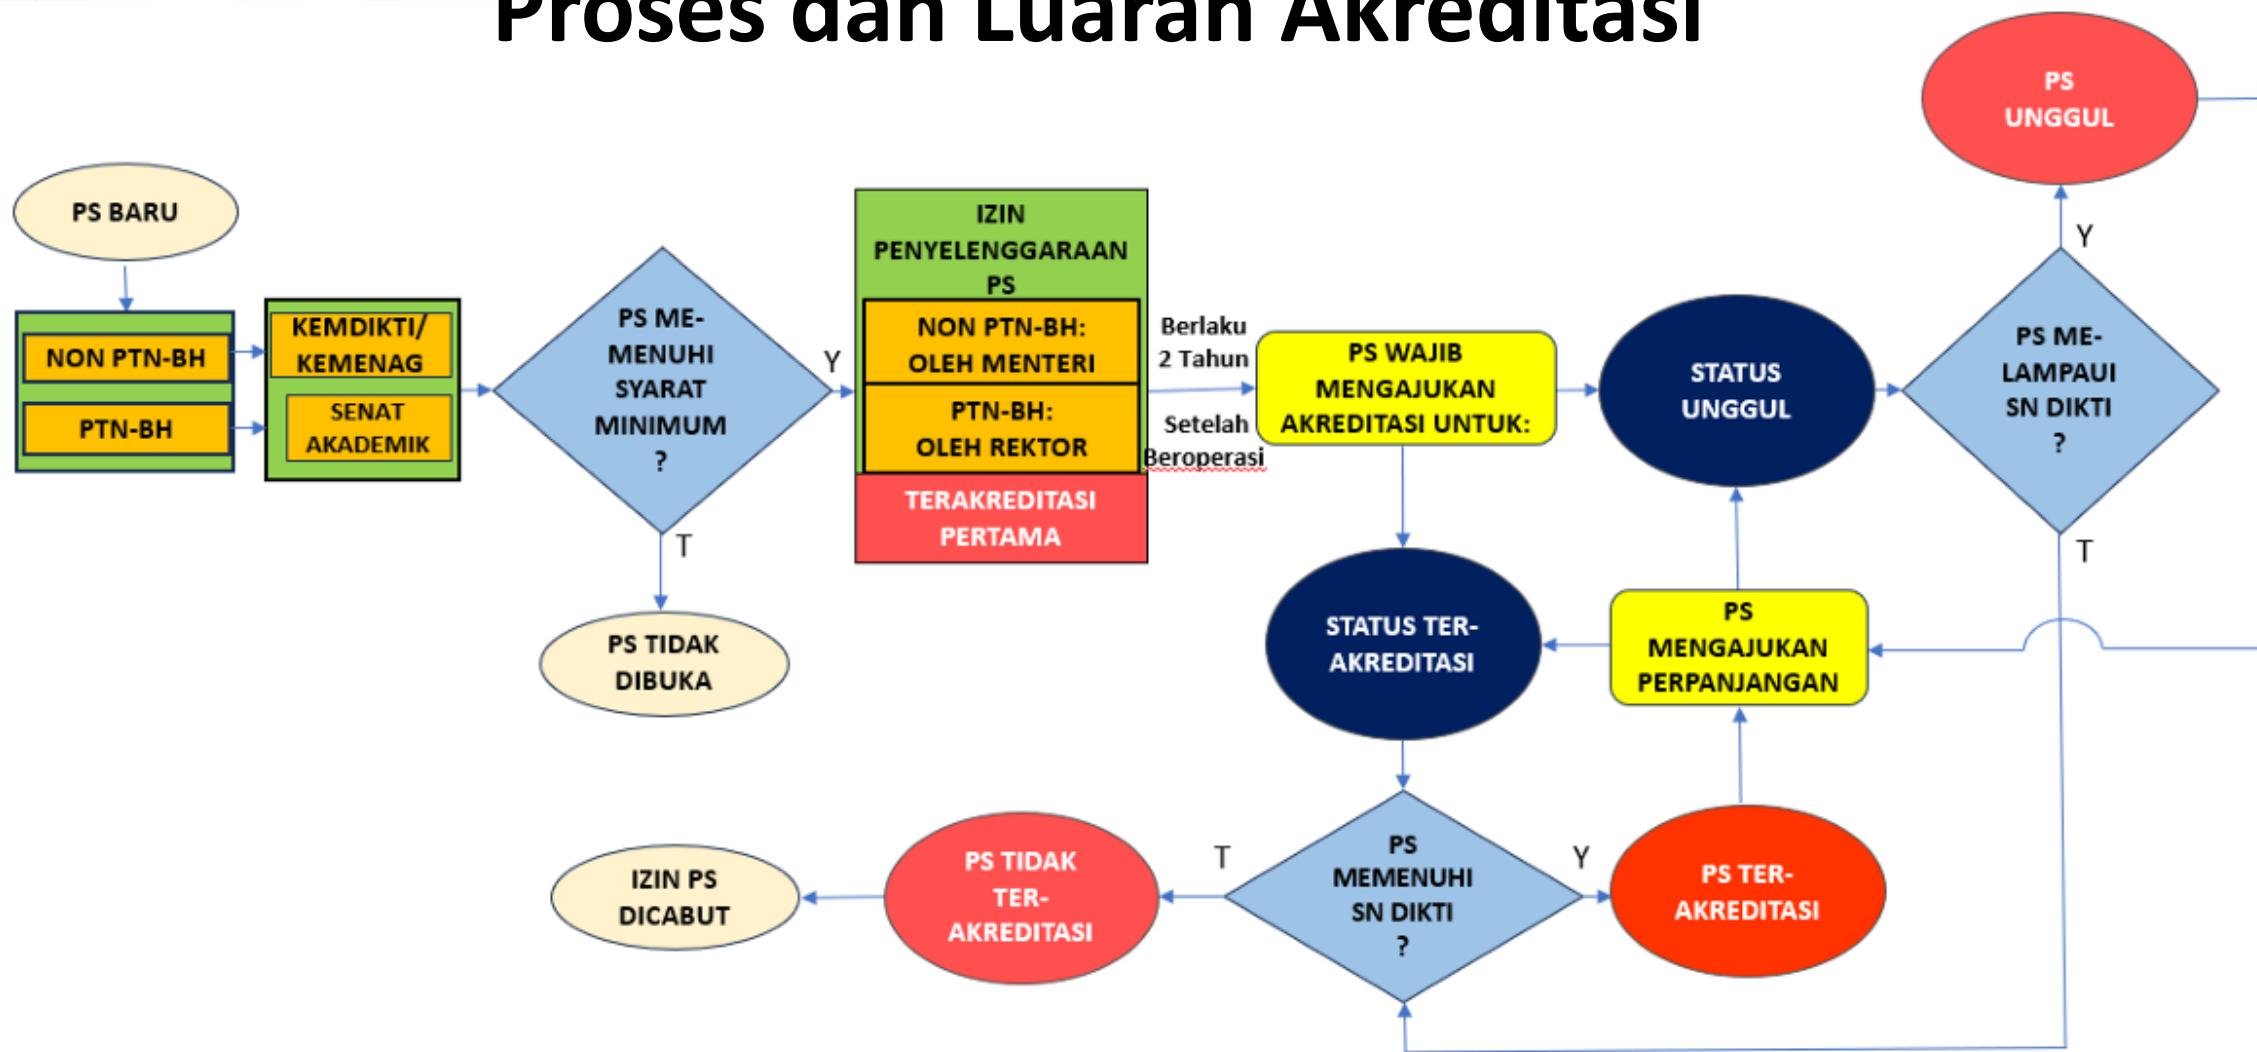 Proses dan Luaran Akreditasi
PS BARU
NON PTN-BH
PTN-BH
KEMDIKTI/
KEMENAG
SENAT
AKADEMIK
PS ME-
MENUHI
SYARAT
MINIMUM
?
Y
T
PS TIDAK
DIBUKA
IZIN
PENYELENGGARAAN
PS
NON PTN-BH:
OLEH MENTERI
PTN-BH:
OLEH REKTOR
TERAKREDITASI
PERTAMA
Berlaku
2 Tahun
Setelah
Beroperasi
PS WAJIB
MENGAJUKAN
AKREDITASI UNTUK:
STATUS
UNGGUL
PS ME-
LAMPAUI
SN DIKTI
?
Y
PS
UNGGUL
T
PS
MENGAJUKAN
PERPANJANGAN
STATUS TER-
AKREDITASI
PS
MEMENUHI
SN DIKTI
?
Y
PS TER-
AKREDITASI
T
PS TIDAK
TER-
AKREDITASI
IZIN PS
DICABUT